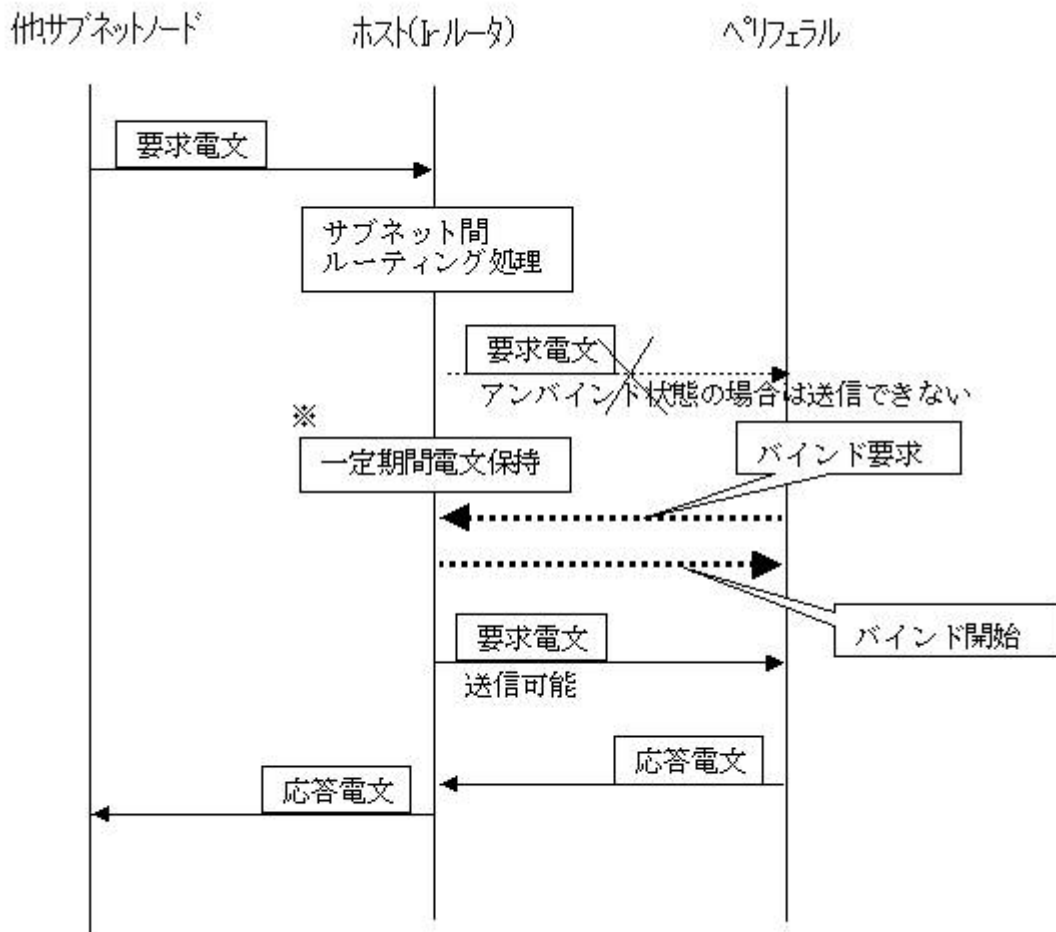 他サブネットノード
ホスト(Irルータ)
ペリフェラル
要求電文
サブネット間
ルーティング処理
要求電文
アンバインド状態の場合は送信できない
※
一定期間電文保持
バインド要求
バインド開始
要求電文
送信可能
応答電文
応答電文